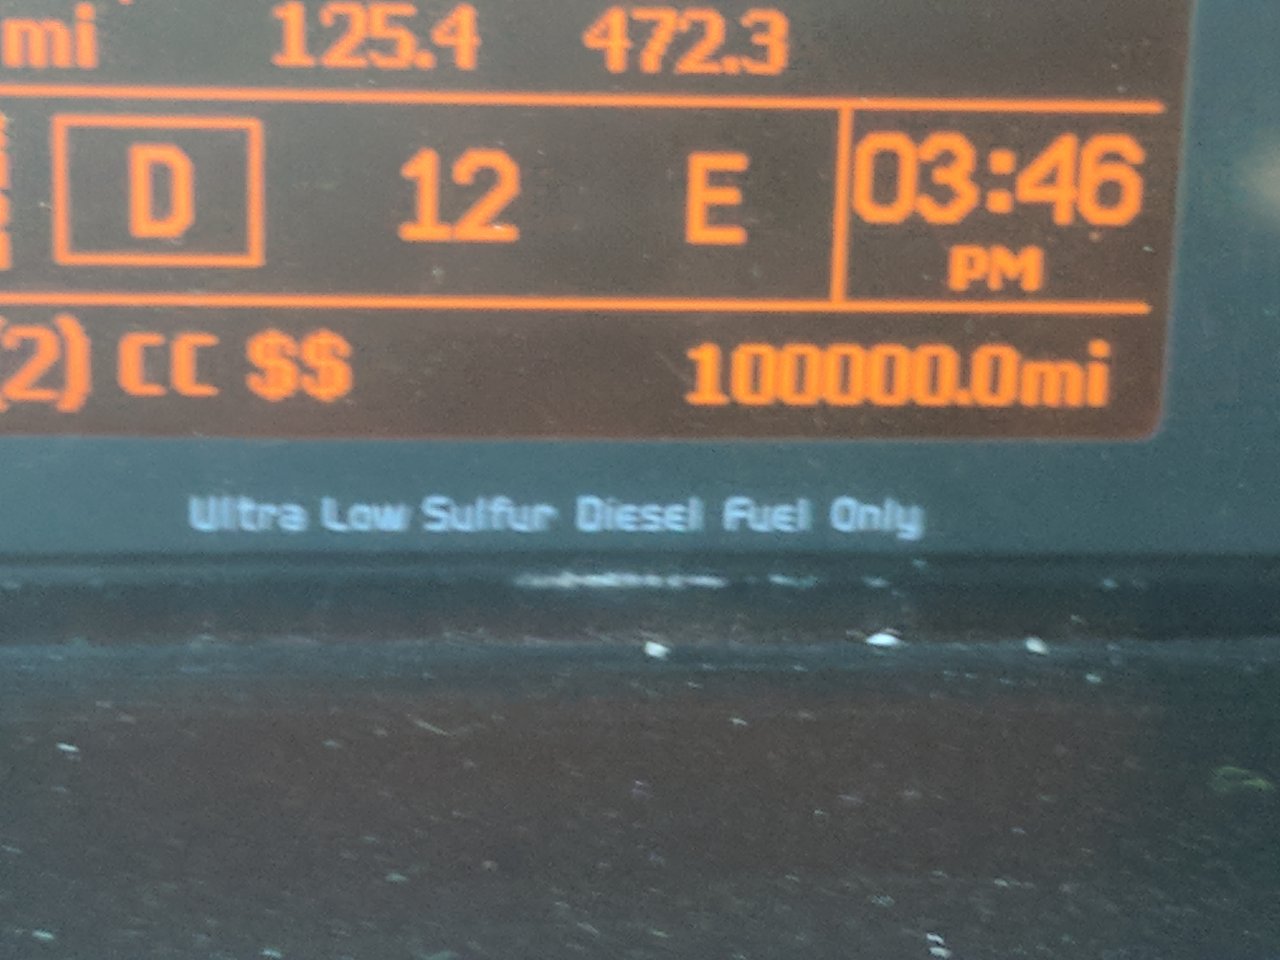 mi 125.4 472.3
D 12 E 03:46
PM
(2) CC $$ 100000.0mi
Ultra Low Sulfur Diesel Fuel Only